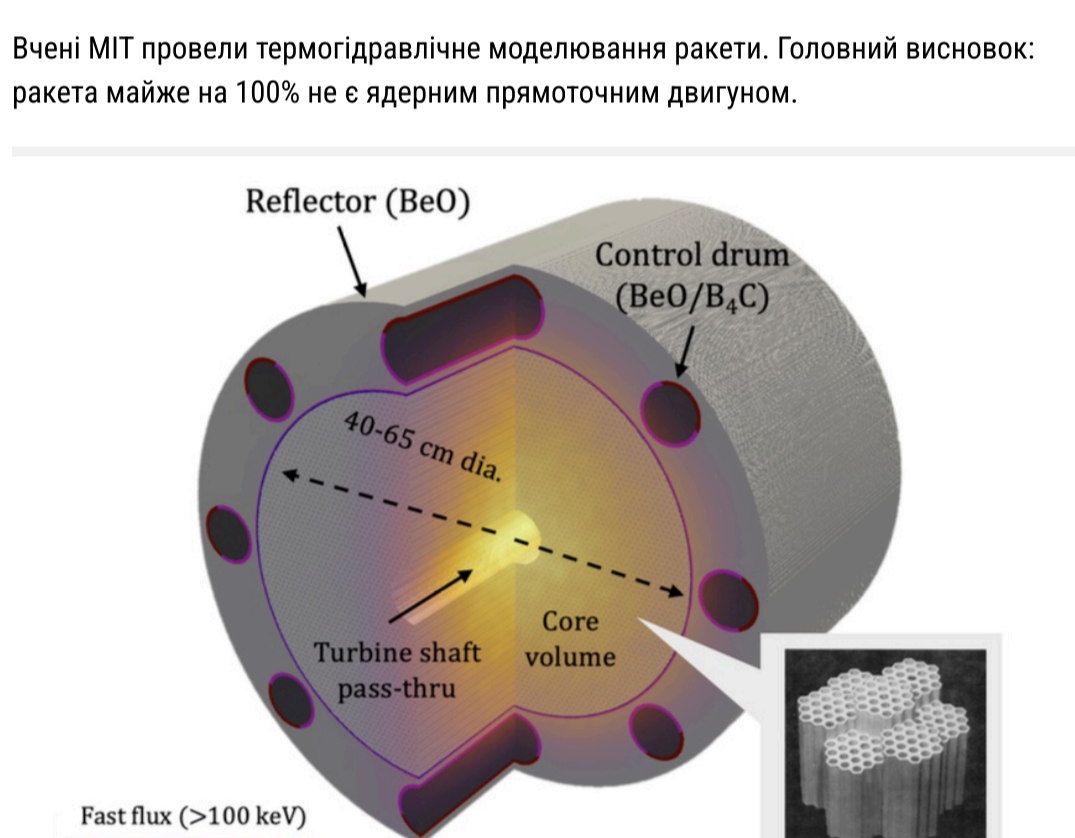 Вчені МІТ провели термогідравлічне моделювання ракети. Головний висновок:
ракета майже на 100% не є ядерним прямоточним двигуном.
Reflector (BeO)
Control drum
(BeO/B₄C)
40-65 cm dia.
Core
volume
Turbine shaft
pass-thru
Fast flux (>100 keV)